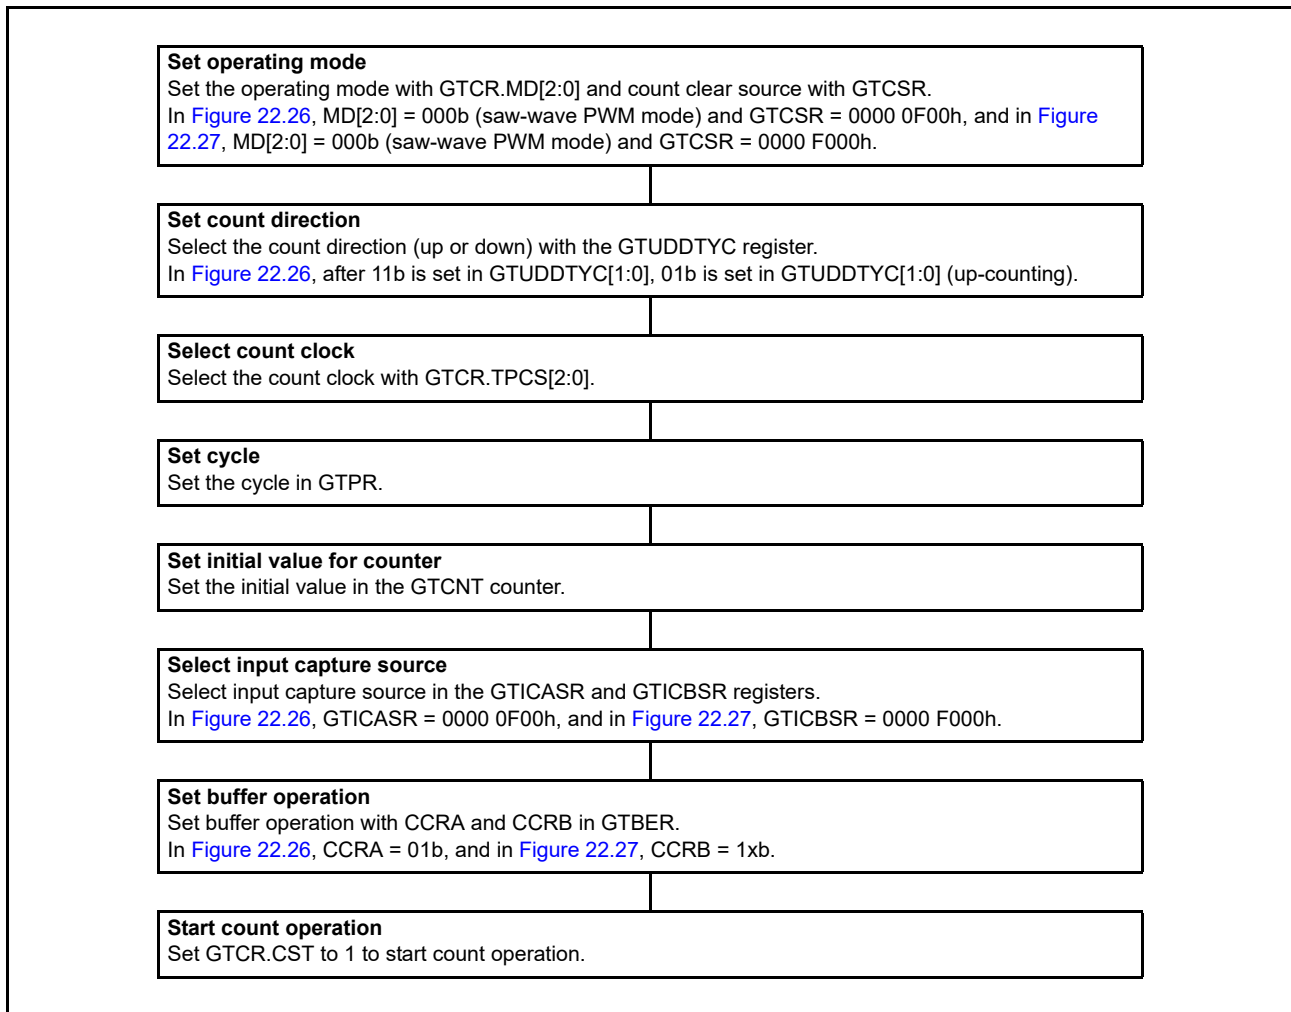 Set operating mode
Set the operating mode with GTCR.MD[2:0] and count clear source with GTCSR.
In Figure 22.26, MD[2:0] = 000b (saw-wave PWM mode) and GTCSR = 0000 0F00h, and in Figure
22.27, MD[2:0] = 000b (saw-wave PWM mode) and GTCSR = 0000 F000h.
Set count direction
Select the count direction (up or down) with the GTUDDTYC register.
In Figure 22.26, after 11b is set in GTUDDTYC[1:0], 01b is set in GTUDDTYC[1:0] (up-counting).
Select count clock
Select the count clock with GTCR.TPCS[2:0].
Set cycle
Set the cycle in GTPR.
Set initial value for counter
Set the initial value in the GTCNT counter.
Select input capture source
Select input capture source in the GTICASR and GTICBSR registers.
In Figure 22.26, GTICASR = 0000 0F00h, and in Figure 22.27, GTICBSR = 0000 F000h.
Set buffer operation
Set buffer operation with CCRA and CCRB in GTBER.
In Figure 22.26, CCRA = 01b, and in Figure 22.27, CCRB = 1xb.
Start count operation
Set GTCR.CST to 1 to start count operation.